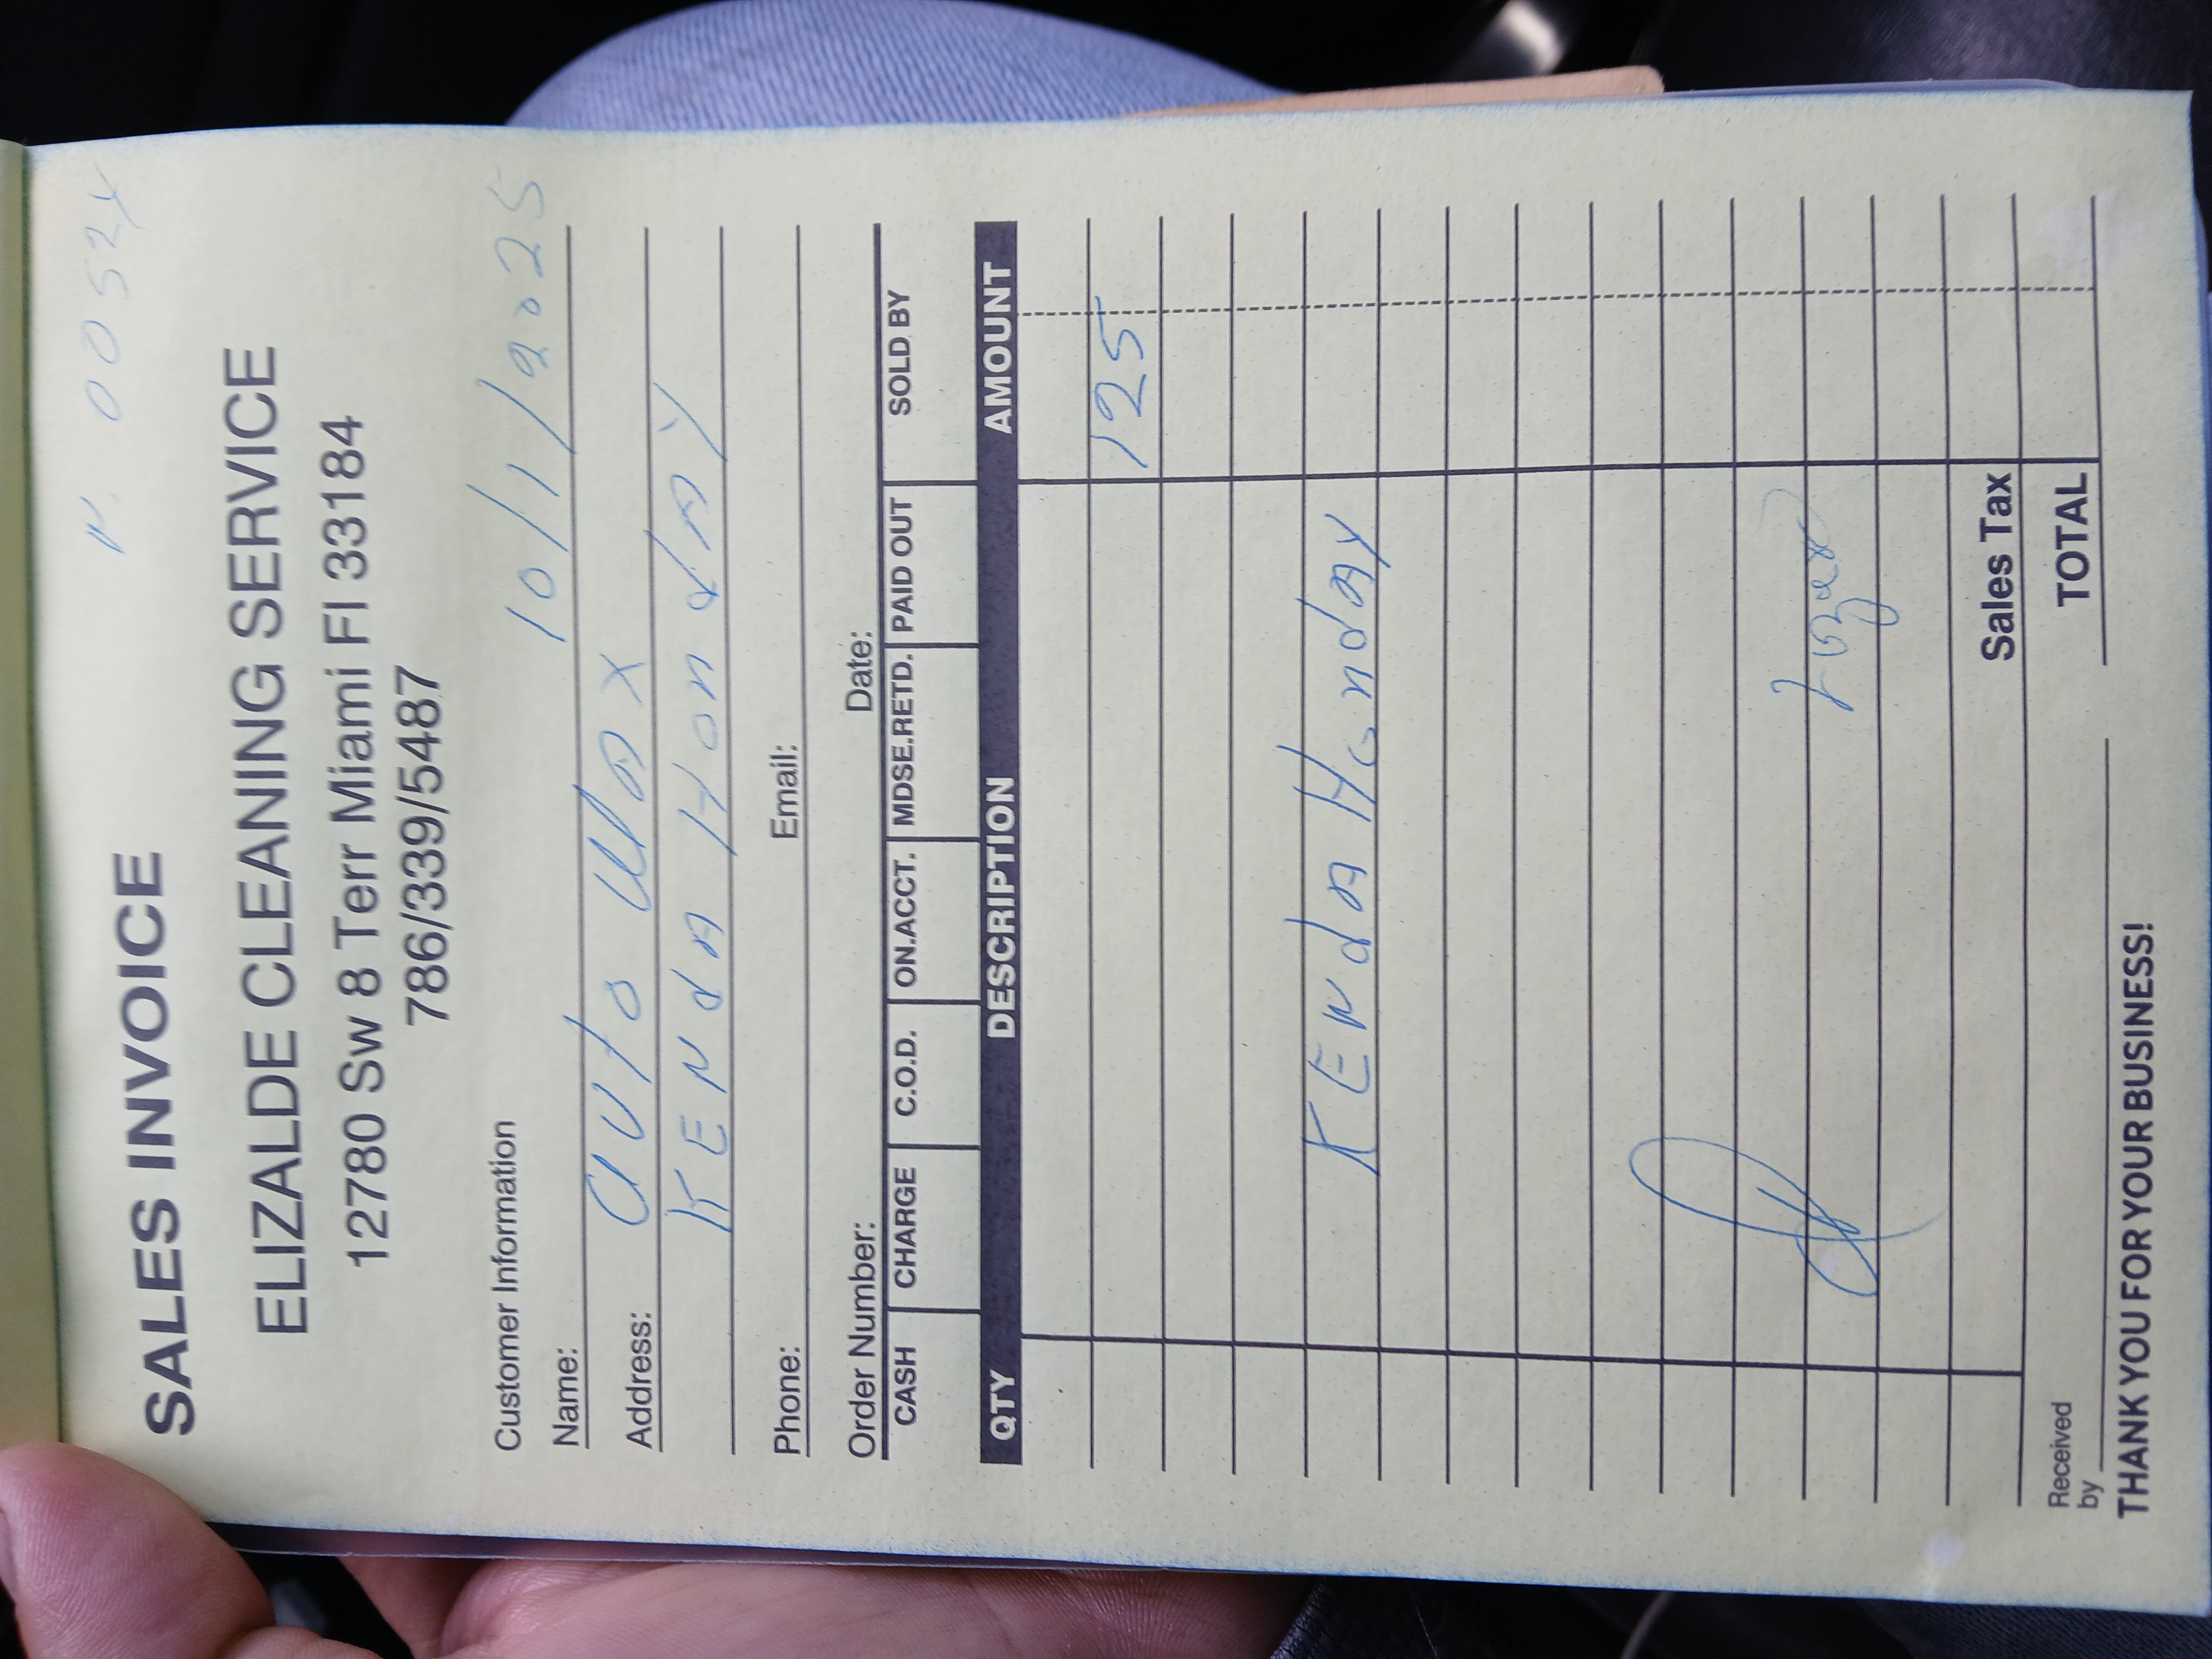 N. 0052
SALES INVOICE
ELIZALDE CLEANING SERVICE
12780 Sw 8 Terr Miami Fl 33184
786/339/5487
Customer Information
10/1/2025
Name: auto Wax
Address: KENdA HondAY
Phone: Email:
Order Number: Date:
CASH CHARGE C.O.D. ON.ACCT. MDSE.RETD. PAID OUT SOLD BY
QTY DESCRIPTION AMOUNT
125
KENdA HondAY
Sales Tax
Received by TOTAL
THANK YOU FOR YOUR BUSINESS!